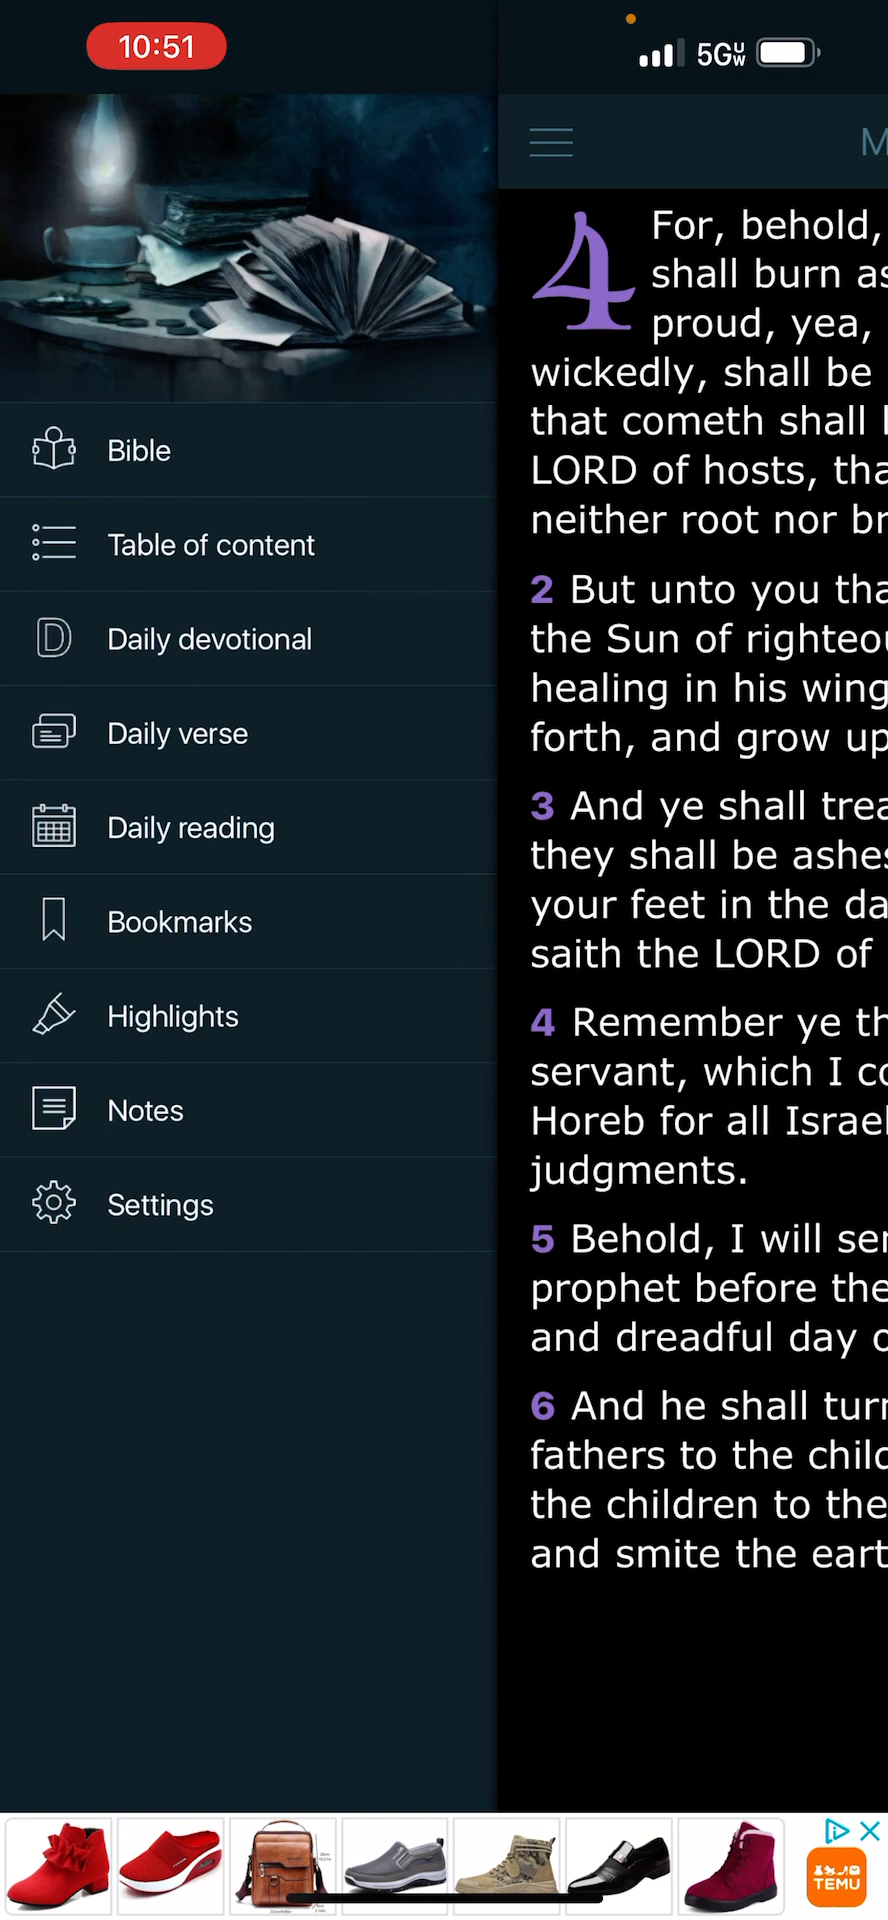 10:51
5G UW
Bible
Table of content
Daily devotional
Daily verse
Daily reading
Bookmarks
Highlights
Notes
Settings
M
4 For, behold,
shall burn as
proud, yea,
wickedly, shall be
that cometh shall
LORD of hosts, tha
neither root nor br
2 But unto you tha
the Sun of righteou
healing in his wing
forth, and grow up
3 And ye shall trea
they shall be ashes
your feet in the da
saith the LORD of
4 Remember ye th
servant, which I co
Horeb for all Israel
judgments.
5 Behold, I will ser
prophet before the
and dreadful day o
6 And he shall turn
fathers to the child
the children to the
and smite the eart
TEMU